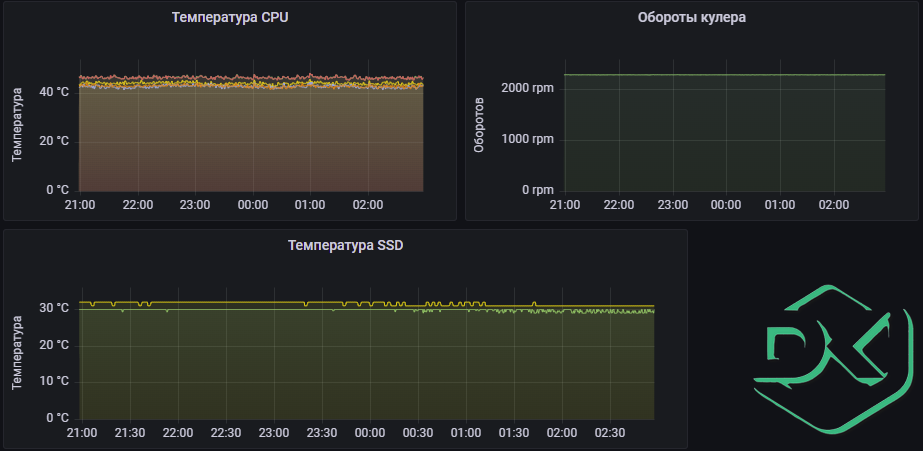 Температура CPU
Температура
40 °C
20 °C
0 °C
21:00 22:00 23:00 00:00 01:00 02:00
Обороты кулера
Оборотов
2000 rpm
1000 rpm
0 rpm
21:00 22:00 23:00 00:00 01:00 02:00
Температура SSD
Температура
30 °C
20 °C
10 °C
0 °C
21:00 21:30 22:00 22:30 23:00 23:30 00:00 00:30 01:00 01:30 02:00 02:30